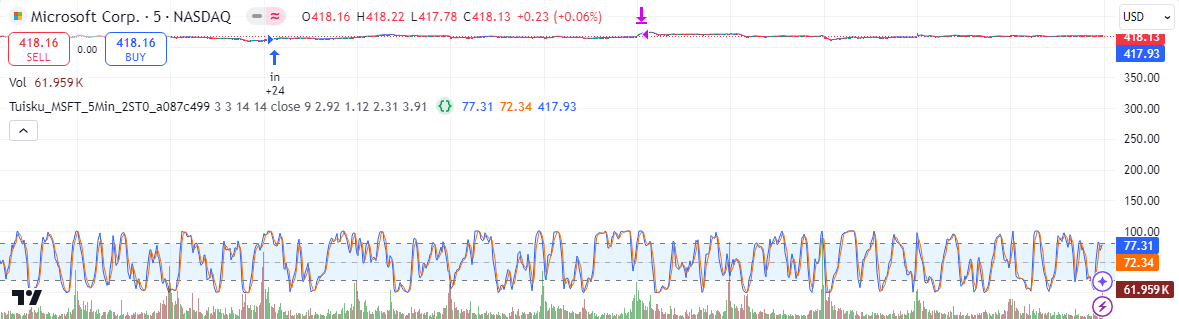 Microsoft Corp. · 5 · NASDAQ O418.16 H418.22 L417.78 C418.13 +0.23 (+0.06%)
USD
418.16 SELL 0.00 418.16 BUY
in
+24
Vol 61.959K
Tuisku_MSFT_5Min_2ST0_a087c499 3 3 14 14 close 9 2.92 1.12 2.31 3.91 {} 77.31 72.34 417.93
418.13
417.93
350.00
300.00
250.00
200.00
150.00
100.00
77.31
72.34
61.959K